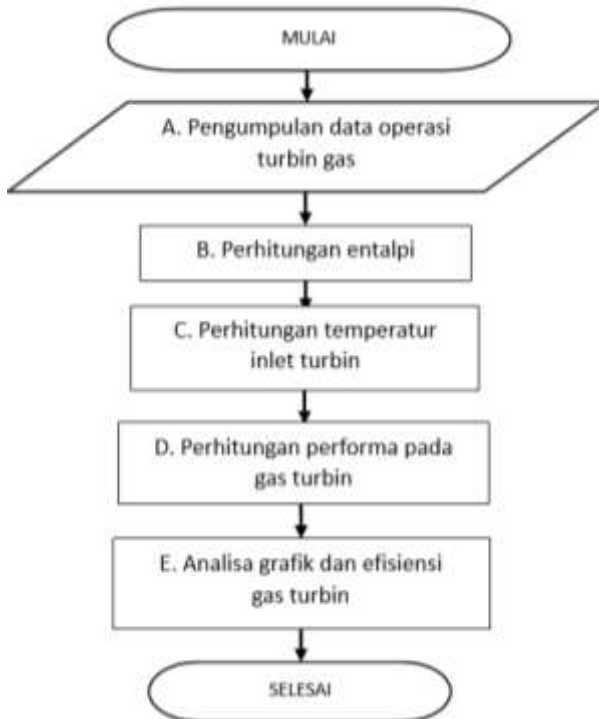 MULAI
A. Pengumpulan data operasi
turbin gas
B. Perhitungan entalpi
C. Perhitungan temperatur
inlet turbin
D. Perhitungan performa pada
gas turbin
E. Analisa grafik dan efisiensi
gas turbin
SELESAI